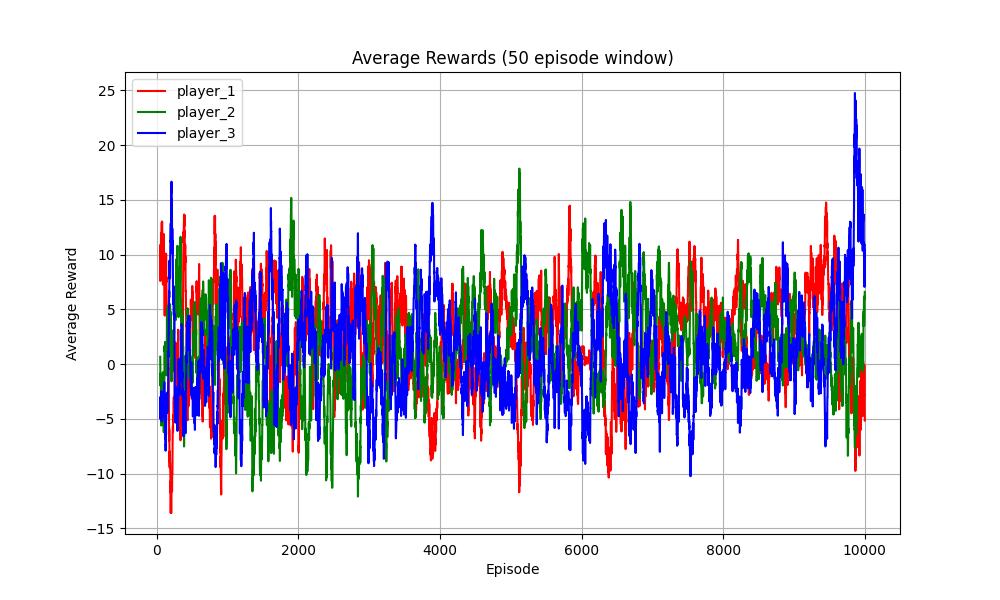 Average Rewards (50 episode window)
player_1
player_2
player_3
25
20
15
10
5
0
−5
−10
−15
Average Reward
0 2000 4000 6000 8000 10000
Episode